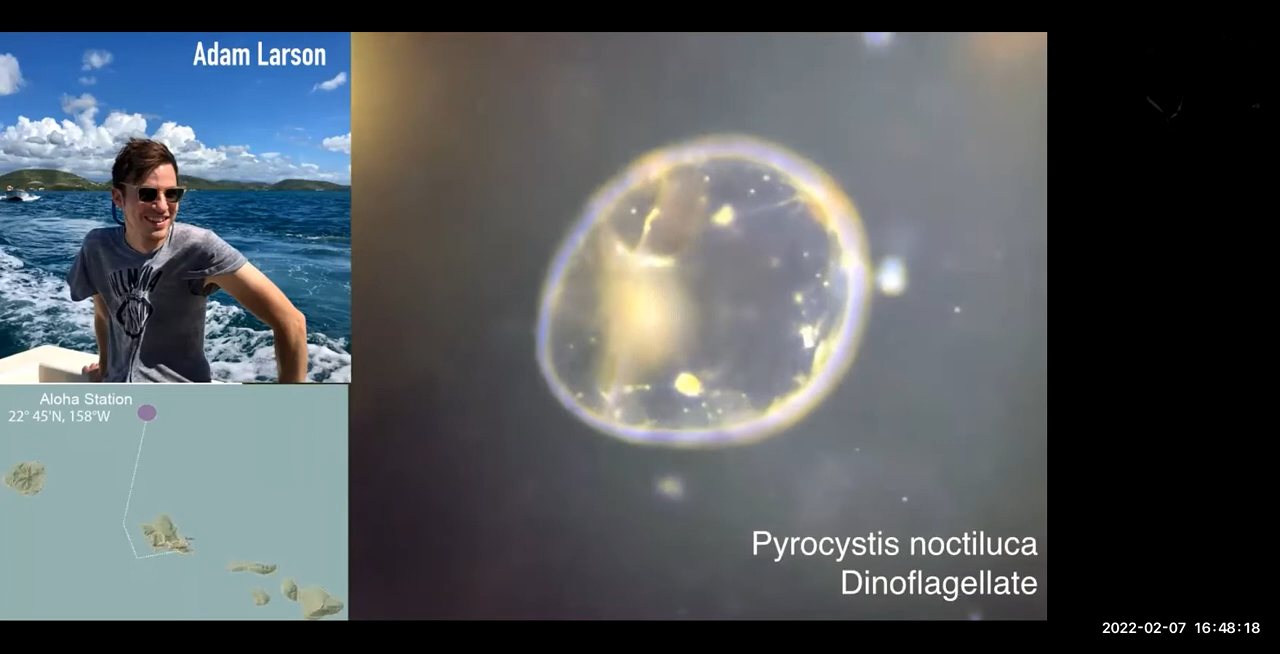 Adam Larson
Aloha Station
22° 45'N, 158°W
Pyrocystis noctiluca
Dinoflagellate
2022-02-07 16:48:18